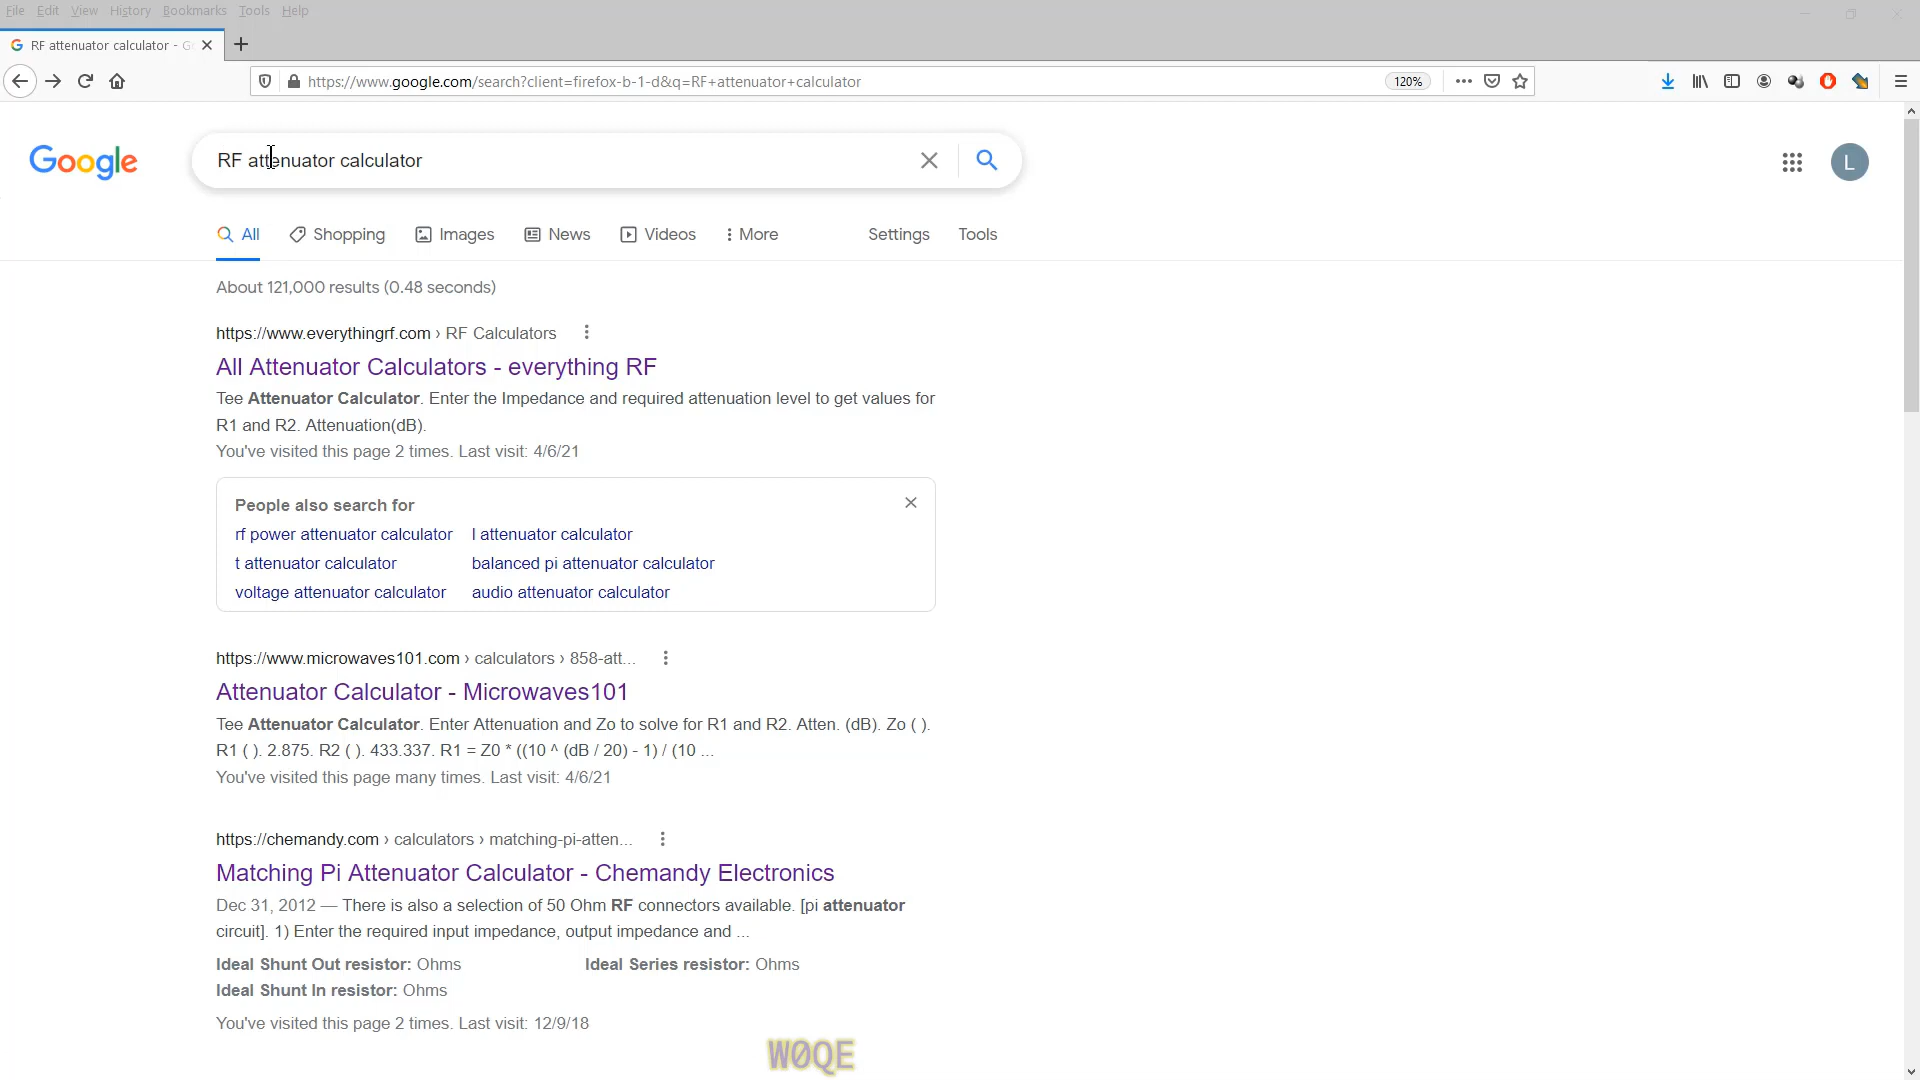 File Edit View History Bookmarks Tools Help
RF attenuator calculator - G
https://www.google.com/search?client=firefox-b-1-d&q=RF+attenuator+calculator 120%
Google RF attenuator calculator L
All Shopping Images News Videos More Settings Tools
About 121,000 results (0.48 seconds)
https://www.everythingrf.com › RF Calculators
All Attenuator Calculators - everything RF
Tee Attenuator Calculator. Enter the Impedance and required attenuation level to get values for
R1 and R2. Attenuation(dB).
You've visited this page 2 times. Last visit: 4/6/21
People also search for
rf power attenuator calculator l attenuator calculator
t attenuator calculator balanced pi attenuator calculator
voltage attenuator calculator audio attenuator calculator
https://www.microwaves101.com › calculators › 858-att...
Attenuator Calculator - Microwaves101
Tee Attenuator Calculator. Enter Attenuation and Zo to solve for R1 and R2. Atten. (dB). Zo ( ).
R1 ( ). 2.875. R2 ( ). 433.337. R1 = Z0 * ((10 ^ (dB / 20) - 1) / (10 ...
You've visited this page many times. Last visit: 4/6/21
https://chemandy.com › calculators › matching-pi-atten...
Matching Pi Attenuator Calculator - Chemandy Electronics
Dec 31, 2012 — There is also a selection of 50 Ohm RF connectors available. [pi attenuator
circuit]. 1) Enter the required input impedance, output impedance and ...
Ideal Shunt Out resistor: Ohms Ideal Series resistor: Ohms
Ideal Shunt In resistor: Ohms
You've visited this page 2 times. Last visit: 12/9/18
W0QE